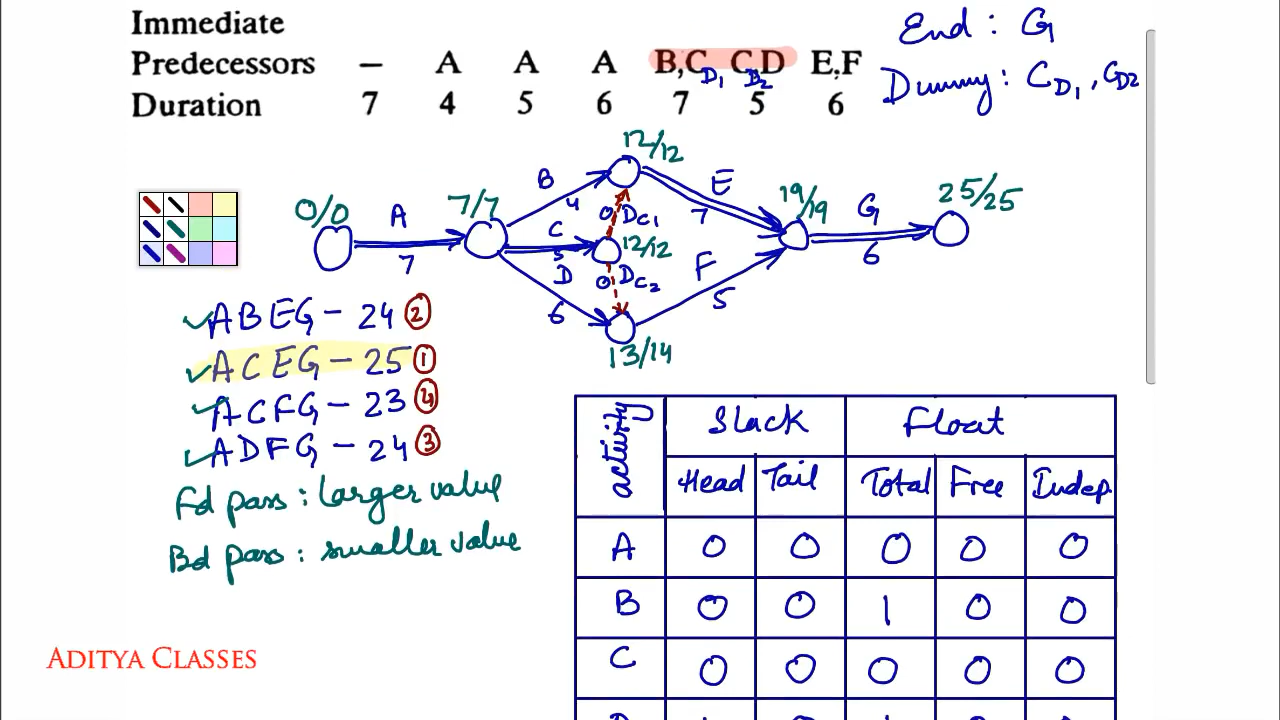 Immediate
Predecessors – A A A B,C C,D E,F
D1 D2
Duration 7 4 5 6 7 5 6
End : G
Dummy : CD1, CD2
12/12
B E
4 7
0/0 A 7/7 C 0 DC1 12/12 19/19 G 25/25
7 5 6
D 0 DC2 F
6 5
13/14
ABEG - 24 2
ACEG - 25 1
ACFG - 23 4
ADFG - 24 3
Fd pass : larger value
Bd pass : smaller value
activity Slack Float
Head Tail Total Free Indep.
A 0 0 0 0 0
B 0 0 1 0 0
C 0 0 0 0 0
ADITYA CLASSES